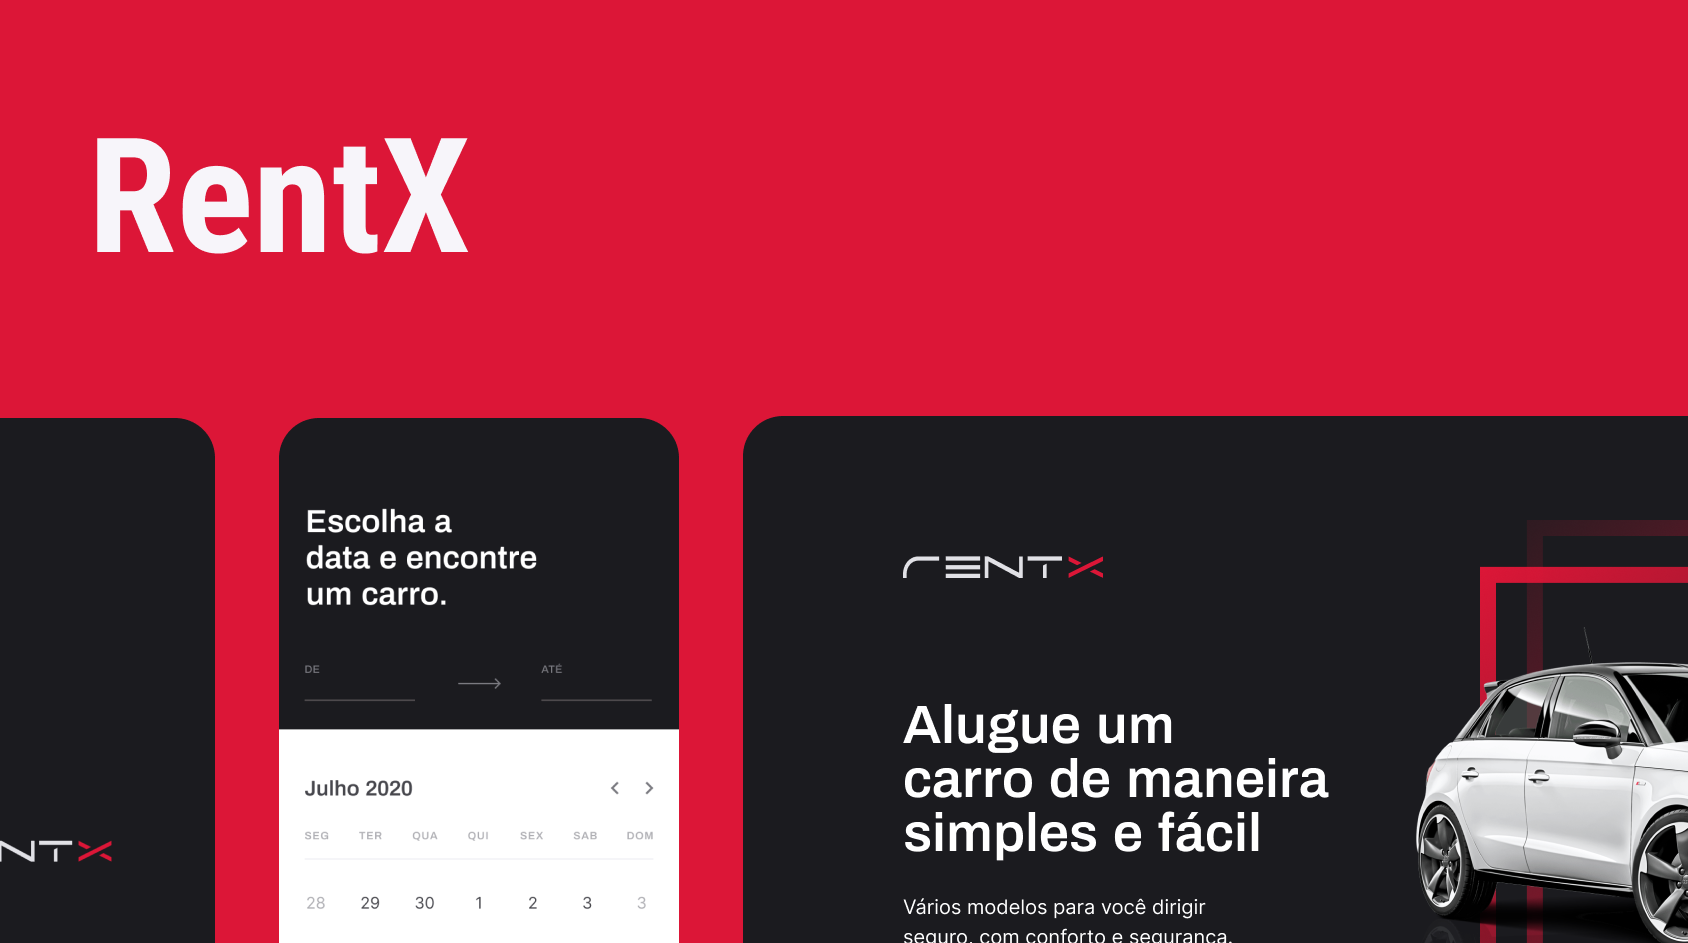 RentX
NTX
Escolha a
data e encontre
um carro.
DE
ATÉ
Julho 2020
SEG TER QUA QUI SEX SAB DOM
28 29 30 1 2 3 3
RENTX
Alugue um
carro de maneira
simples e fácil
Vários modelos para você dirigir
seguro, com conforto e segurança.